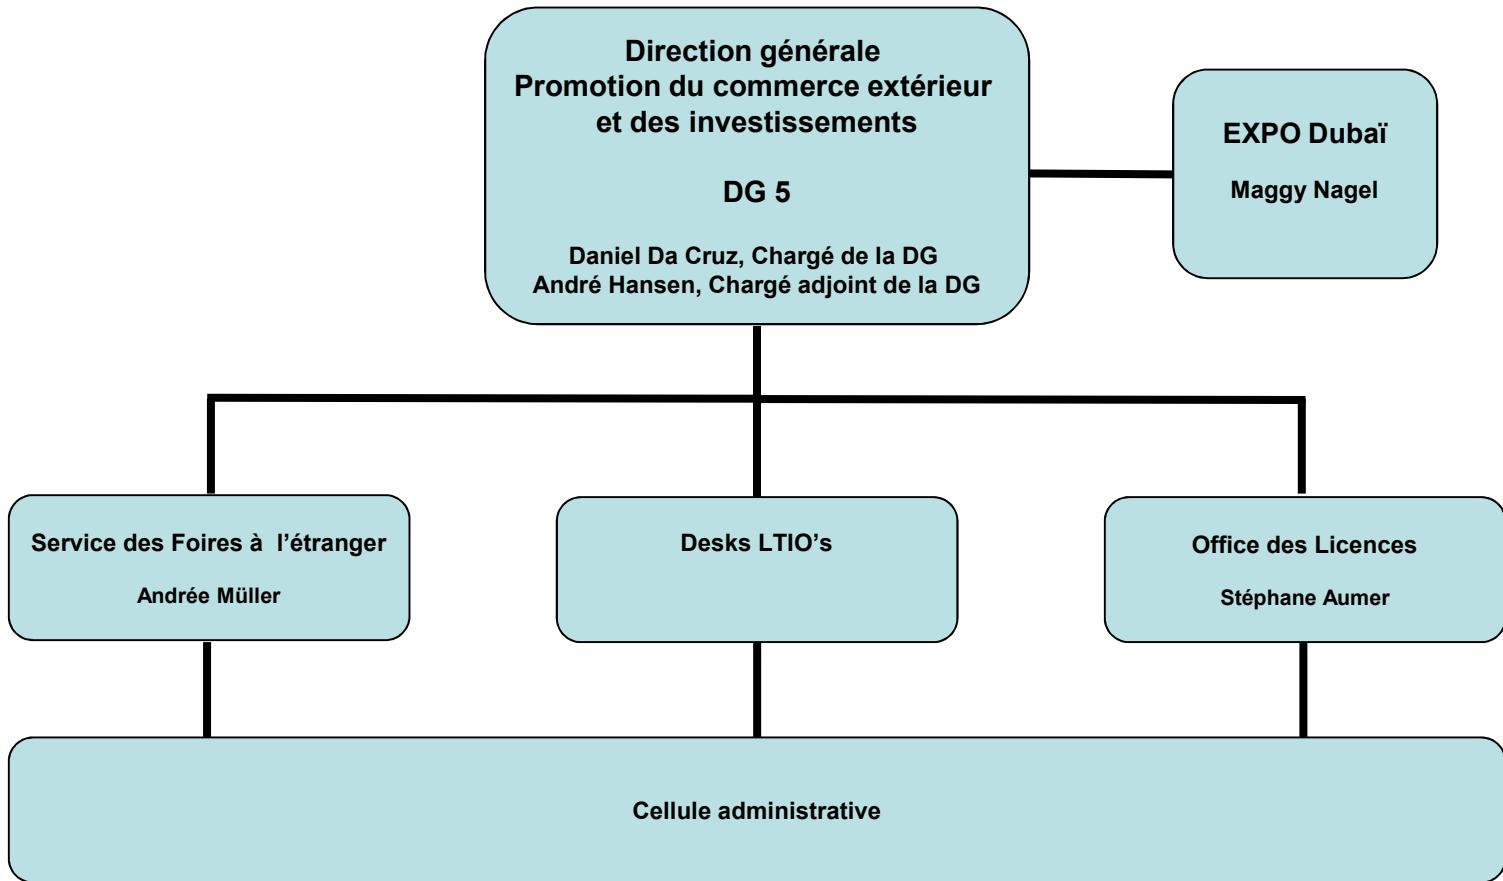 Direction générale
Promotion du commerce extérieur
et des investissements
DG 5
Daniel Da Cruz, Chargé de la DG
André Hansen, Chargé adjoint de la DG
EXPO Dubaï
Maggy Nagel
Service des Foires à l’étranger
Andrée Müller
Desks LTIO’s
Office des Licences
Stéphane Aumer
Cellule administrative